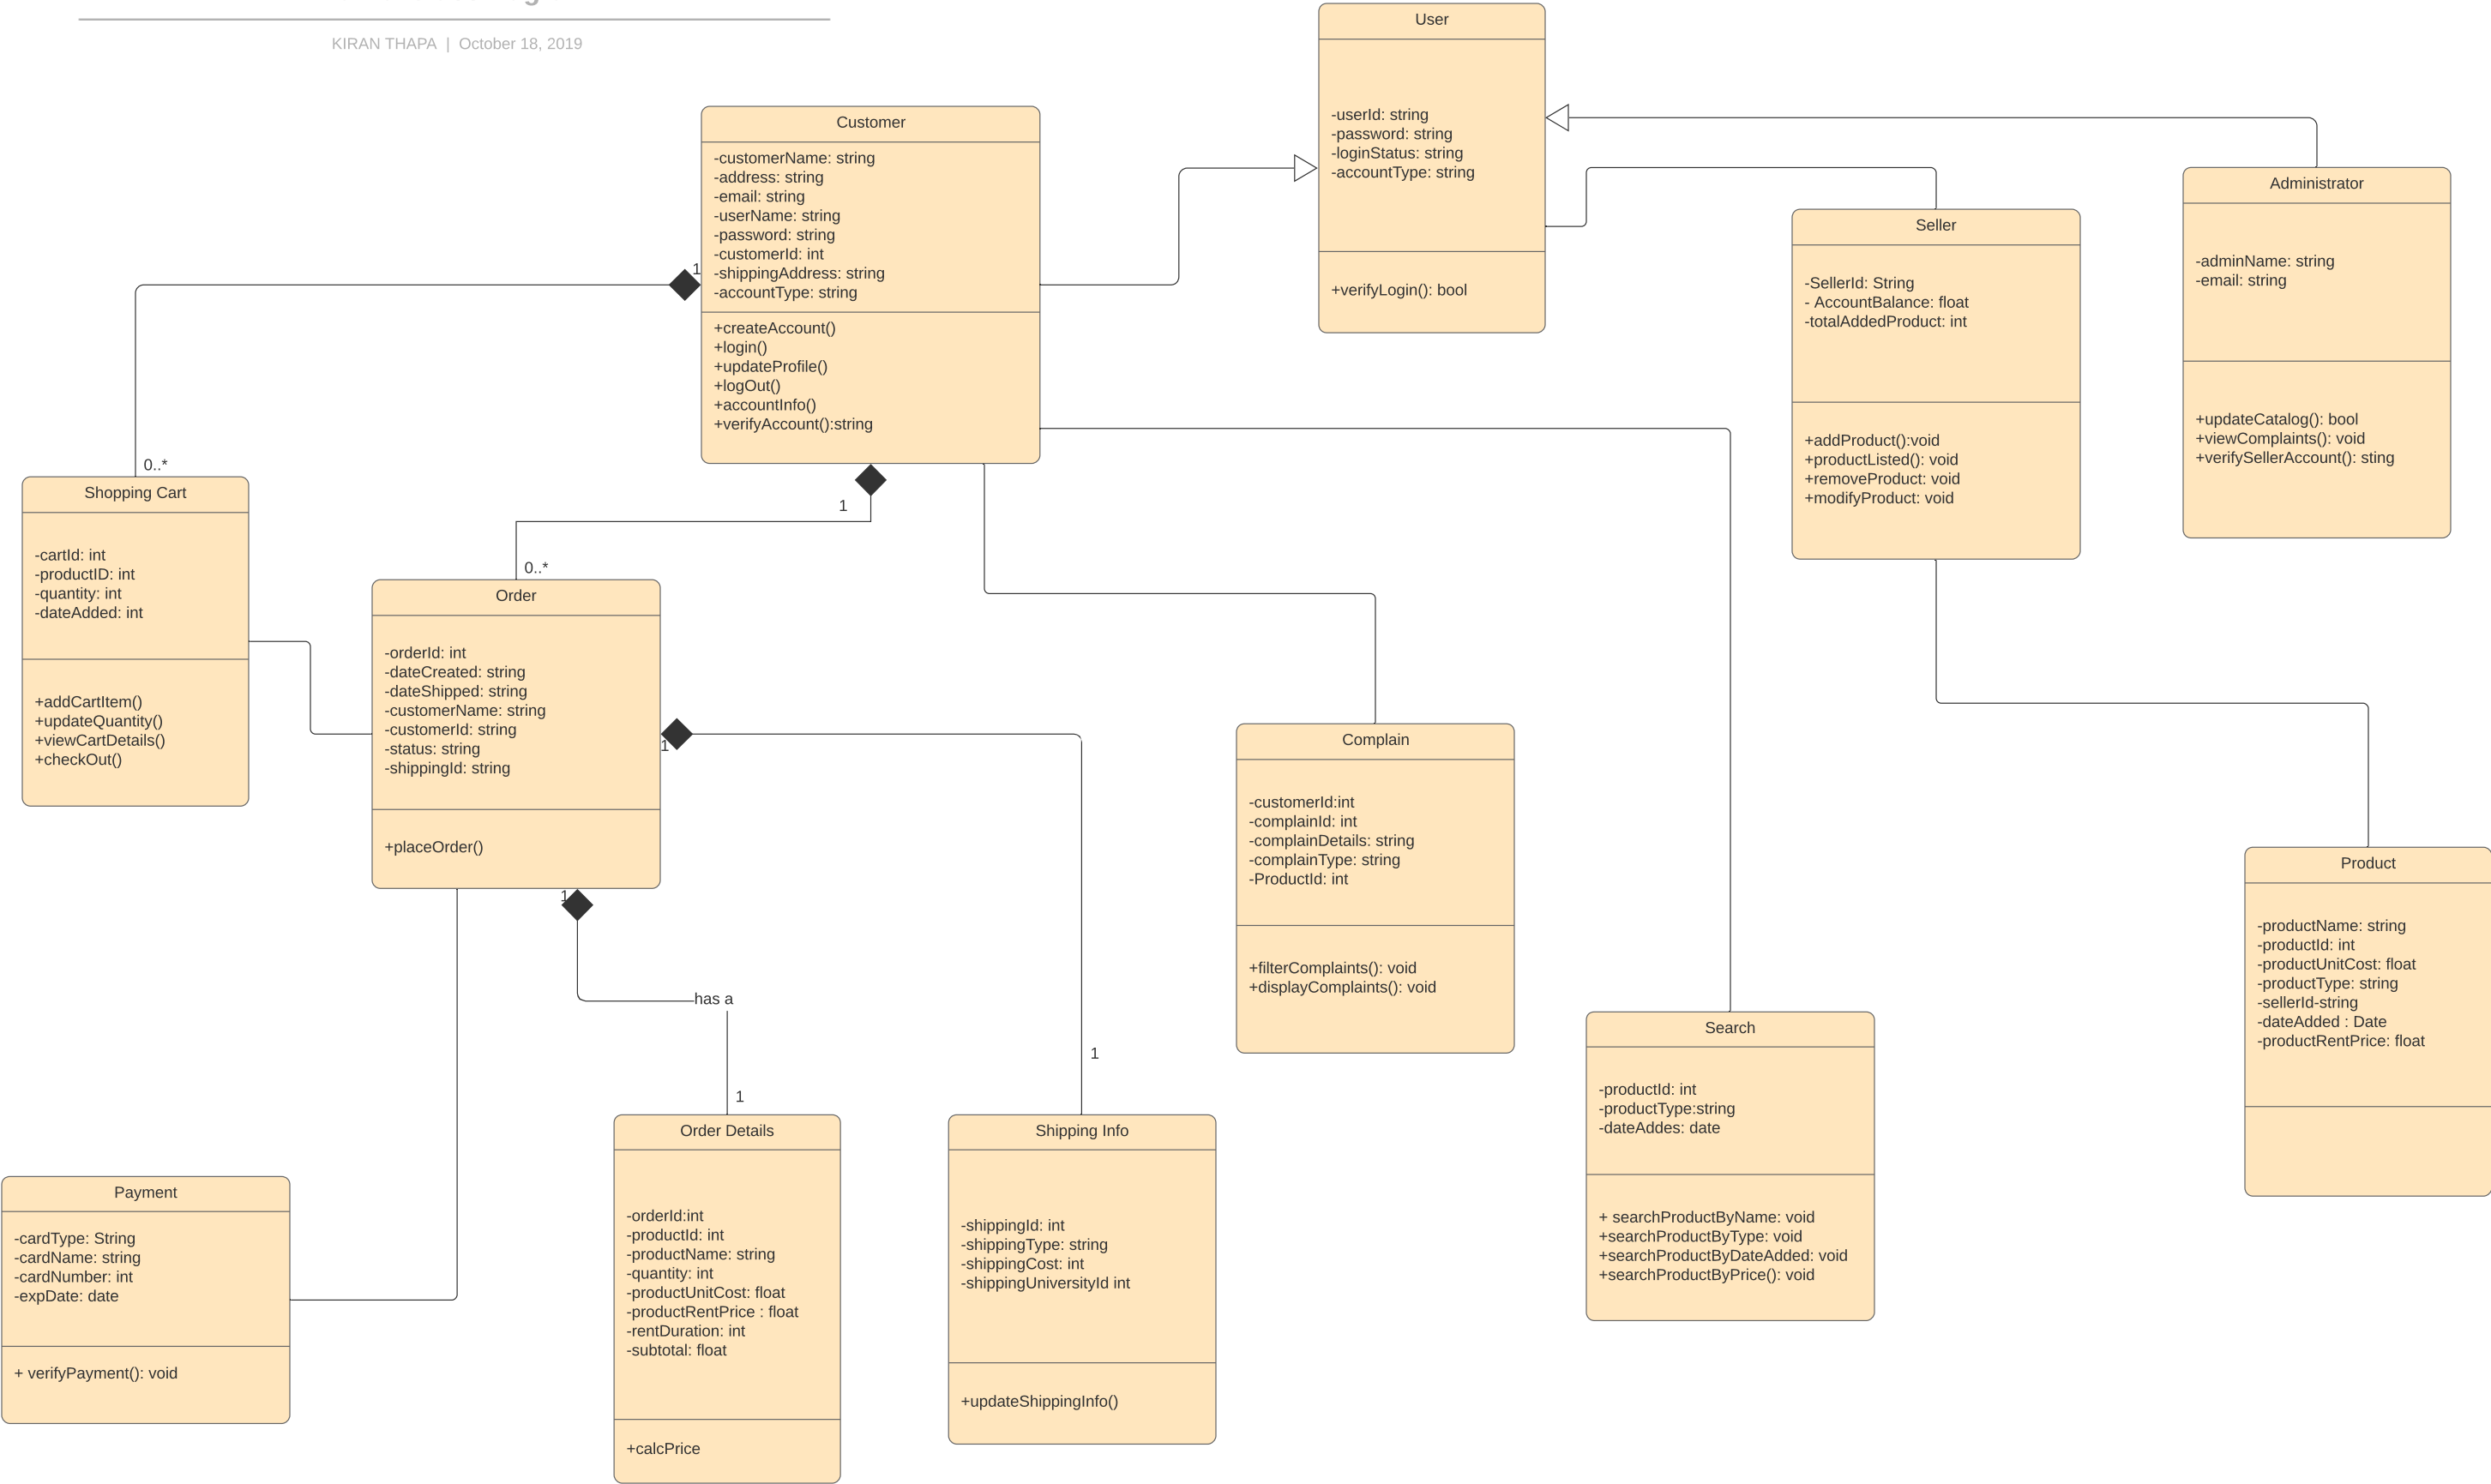 KIRAN THAPA | October 18, 2019
User
-userId: string
-password: string
-loginStatus: string
-accountType: string
+verifyLogin(): bool
Customer
-customerName: string
-address: string
-email: string
-userName: string
-password: string
-customerId: int
-shippingAddress: string
-accountType: string
+createAccount()
+login()
+updateProfile()
+logOut()
+accountInfo()
+verifyAccount():string
Administrator
-adminName: string
-email: string
+updateCatalog(): bool
+viewComplaints(): void
+verifySellerAccount(): sting
Seller
-SellerId: String
- AccountBalance: float
-totalAddedProduct: int
+addProduct():void
+productListed(): void
+removeProduct: void
+modifyProduct: void
1
0..*
Shopping Cart
-cartId: int
-productID: int
-quantity: int
-dateAdded: int
+addCartItem()
+updateQuantity()
+viewCartDetails()
+checkOut()
1
0..*
Order
-orderId: int
-dateCreated: string
-dateShipped: string
-customerName: string
-customerId: string
-status: string
-shippingId: string
+placeOrder()
1
1
1
has a
1
Complain
-customerId:int
-complainId: int
-complainDetails: string
-complainType: string
-ProductId: int
+filterComplaints(): void
+displayComplaints(): void
Product
-productName: string
-productId: int
-productUnitCost: float
-productType: string
-sellerId-string
-dateAdded : Date
-productRentPrice: float
Search
-productId: int
-productType:string
-dateAddes: date
+ searchProductByName: void
+searchProductByType: void
+searchProductByDateAdded: void
+searchProductByPrice(): void
Order Details
-orderId:int
-productId: int
-productName: string
-quantity: int
-productUnitCost: float
-productRentPrice : float
-rentDuration: int
-subtotal: float
+calcPrice
Shipping Info
-shippingId: int
-shippingType: string
-shippingCost: int
-shippingUniversityId int
+updateShippingInfo()
Payment
-cardType: String
-cardName: string
-cardNumber: int
-expDate: date
+ verifyPayment(): void